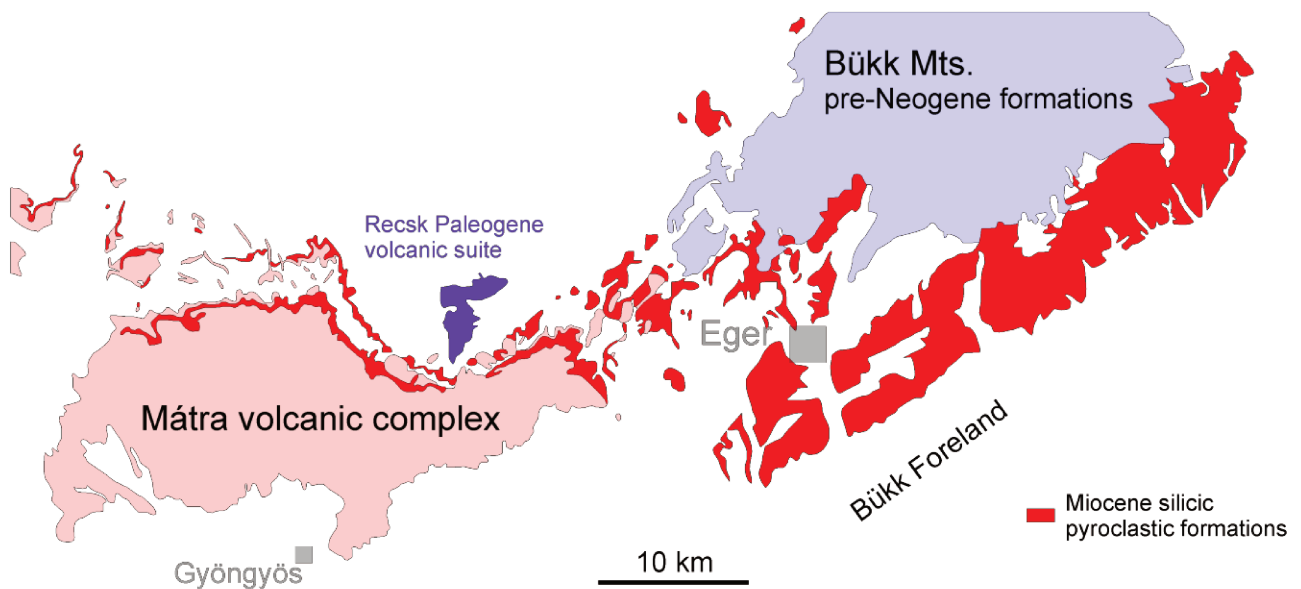 Bükk Mts.
pre-Neogene formations
Recsk Paleogene
volcanic suite
Eger
Mátra volcanic complex
Bükk Foreland
Miocene silicic
pyroclastic formations
Gyöngyös
10 km